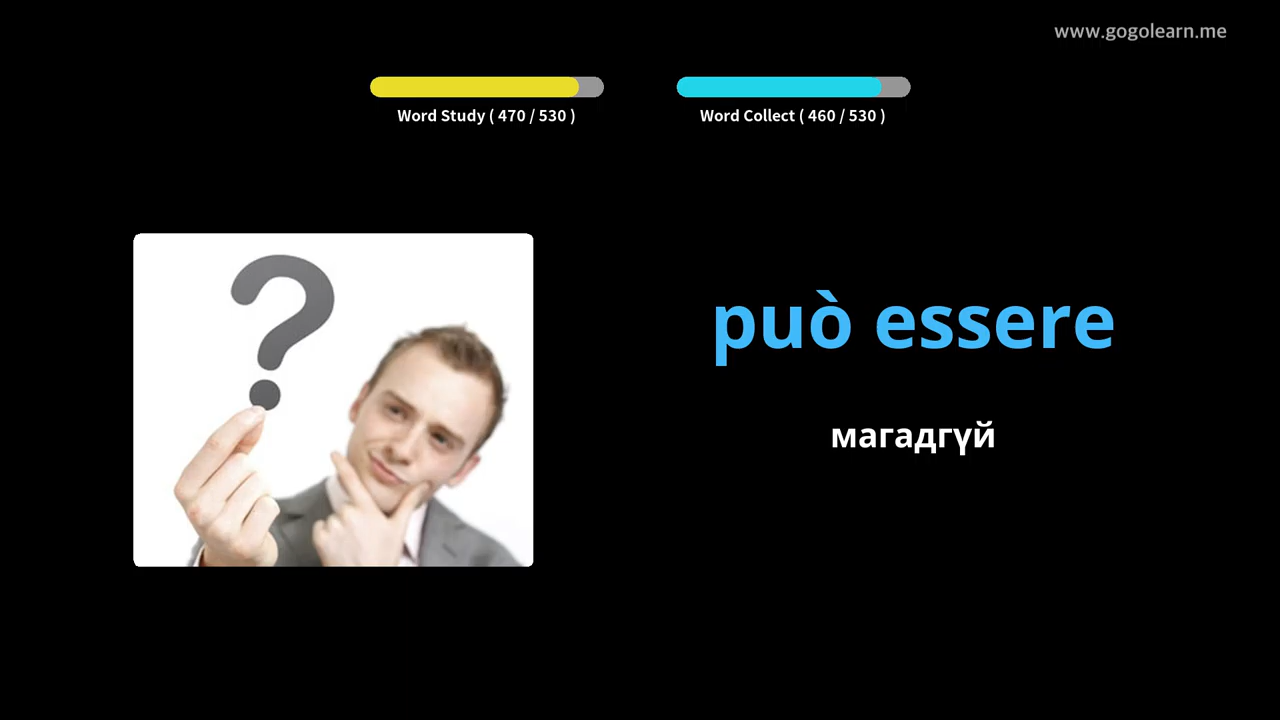 www.gogolearn.me
Word Study ( 470 / 530 )
Word Collect ( 460 / 530 )
può essere
магадгүй